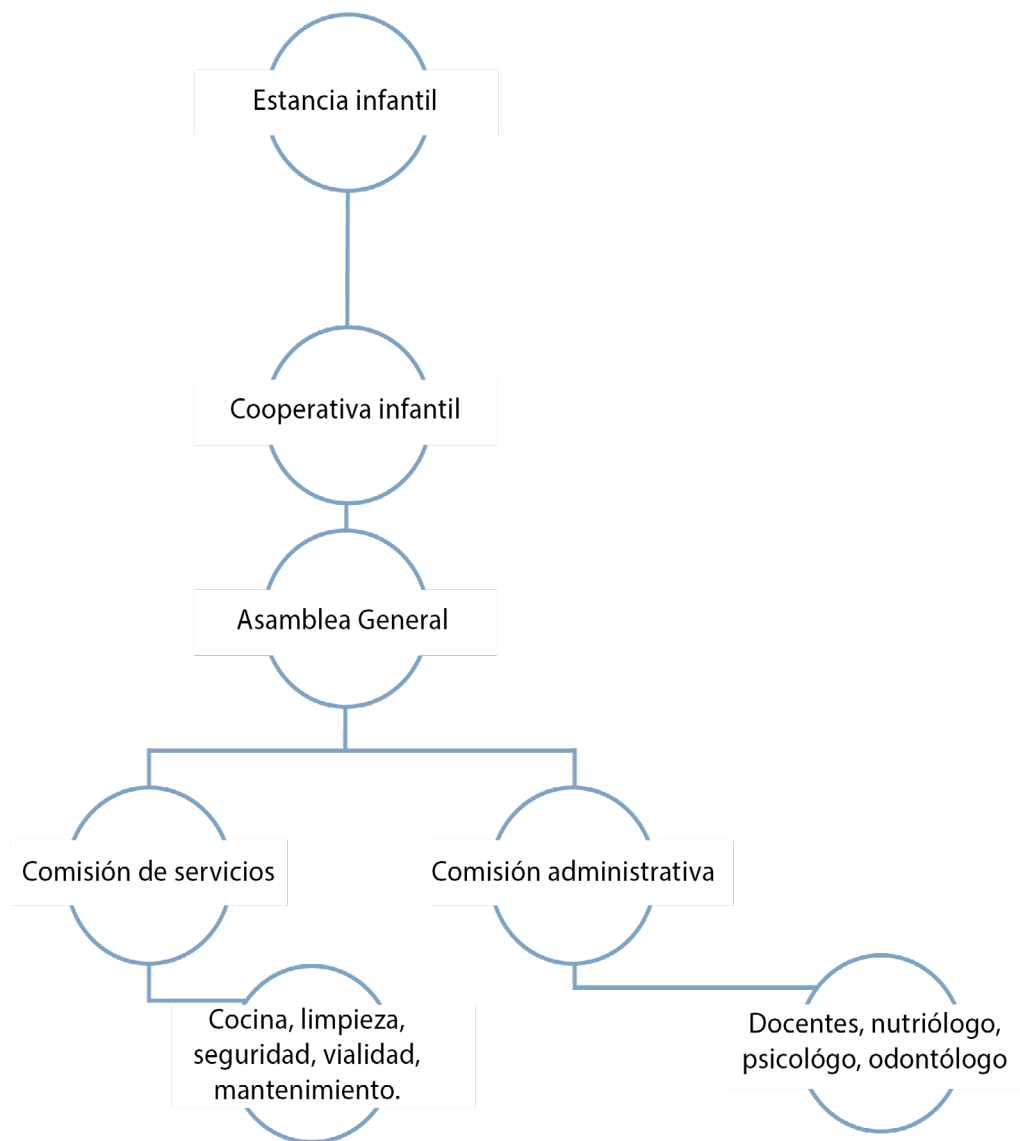 Estancia infantil
Cooperativa infantil
Asamblea General
Comisión de servicios
Comisión administrativa
Cocina, limpieza,
seguridad, vialidad,
mantenimiento.
Docentes, nutriólogo,
psicológo, odontólogo